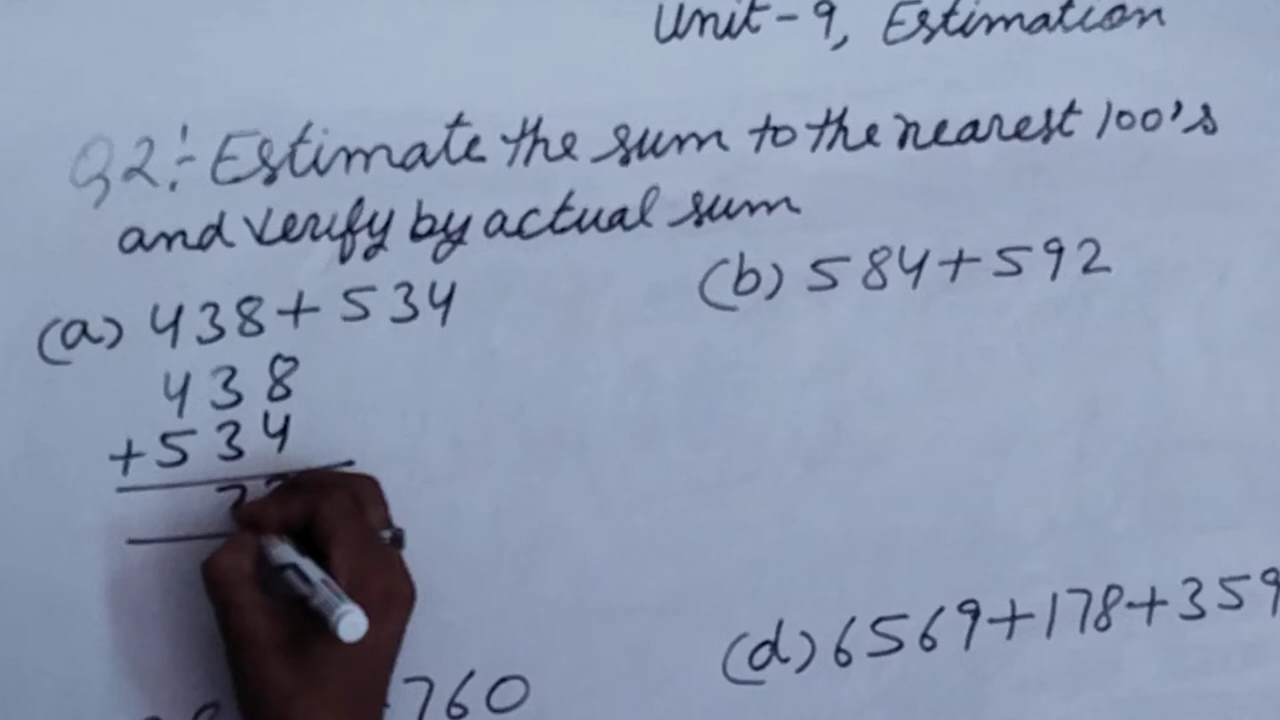 Unit-9, Estimation
Q2:- Estimate the sum to the nearest 100's
and verify by actual sum
(a) 438+534
(b) 584+592
438
+534
7
(d) 6569+178+359
760